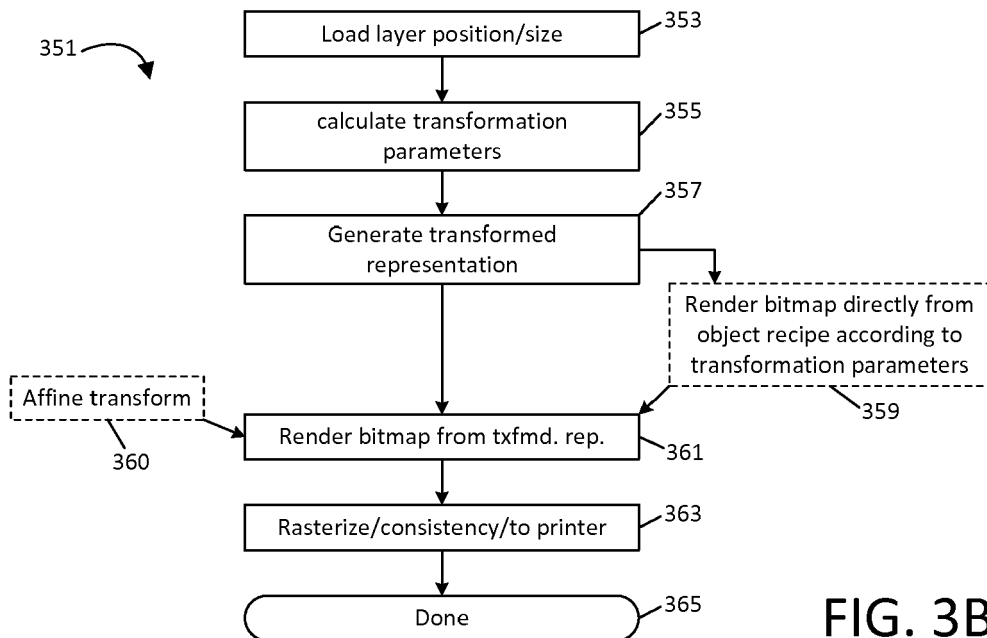 Load layer position/size
353
351
calculate transformation
parameters
355
357
Generate transformed
representation
Render bitmap directly from
object recipe according to
transformation parameters
359
Affine transform
360
Render bitmap from txfmd. rep.
361
Rasterize/consistency/to printer
363
Done
365
FIG. 3B